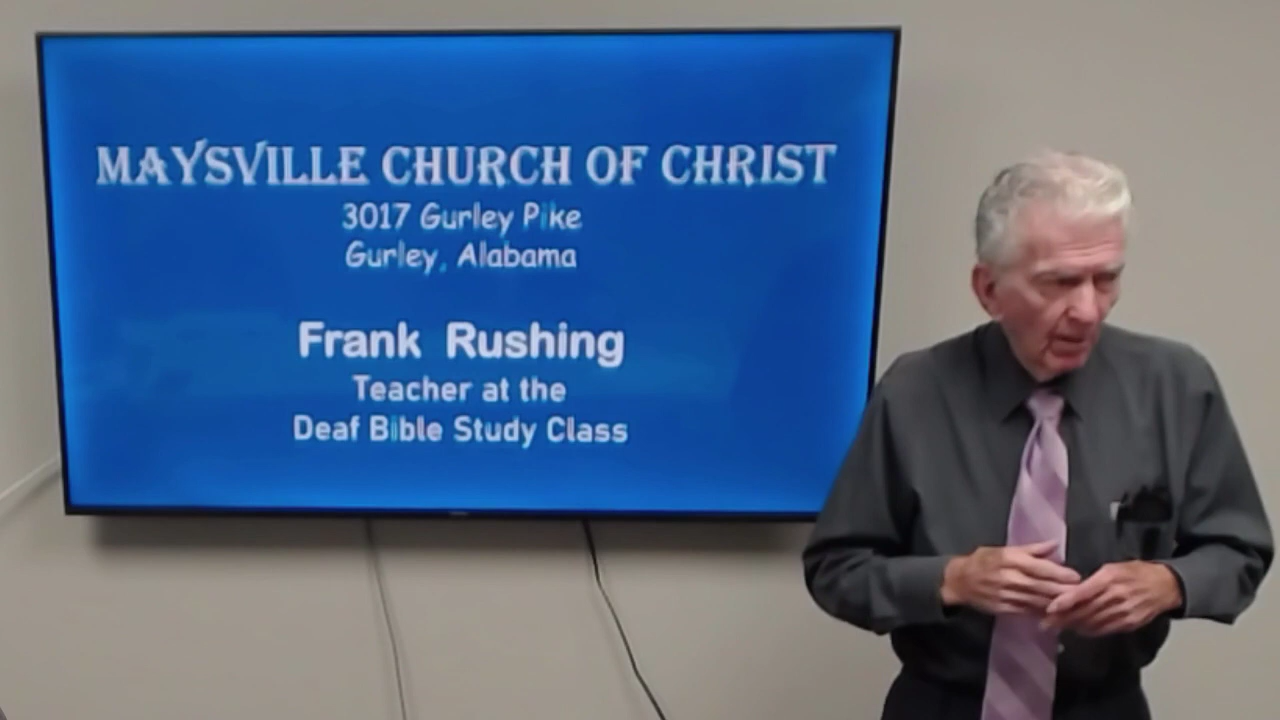 MAYSVILLE CHURCH OF CHRIST
3017 Gurley Pike
Gurley, Alabama
Frank Rushing
Teacher at the
Deaf Bible Study Class